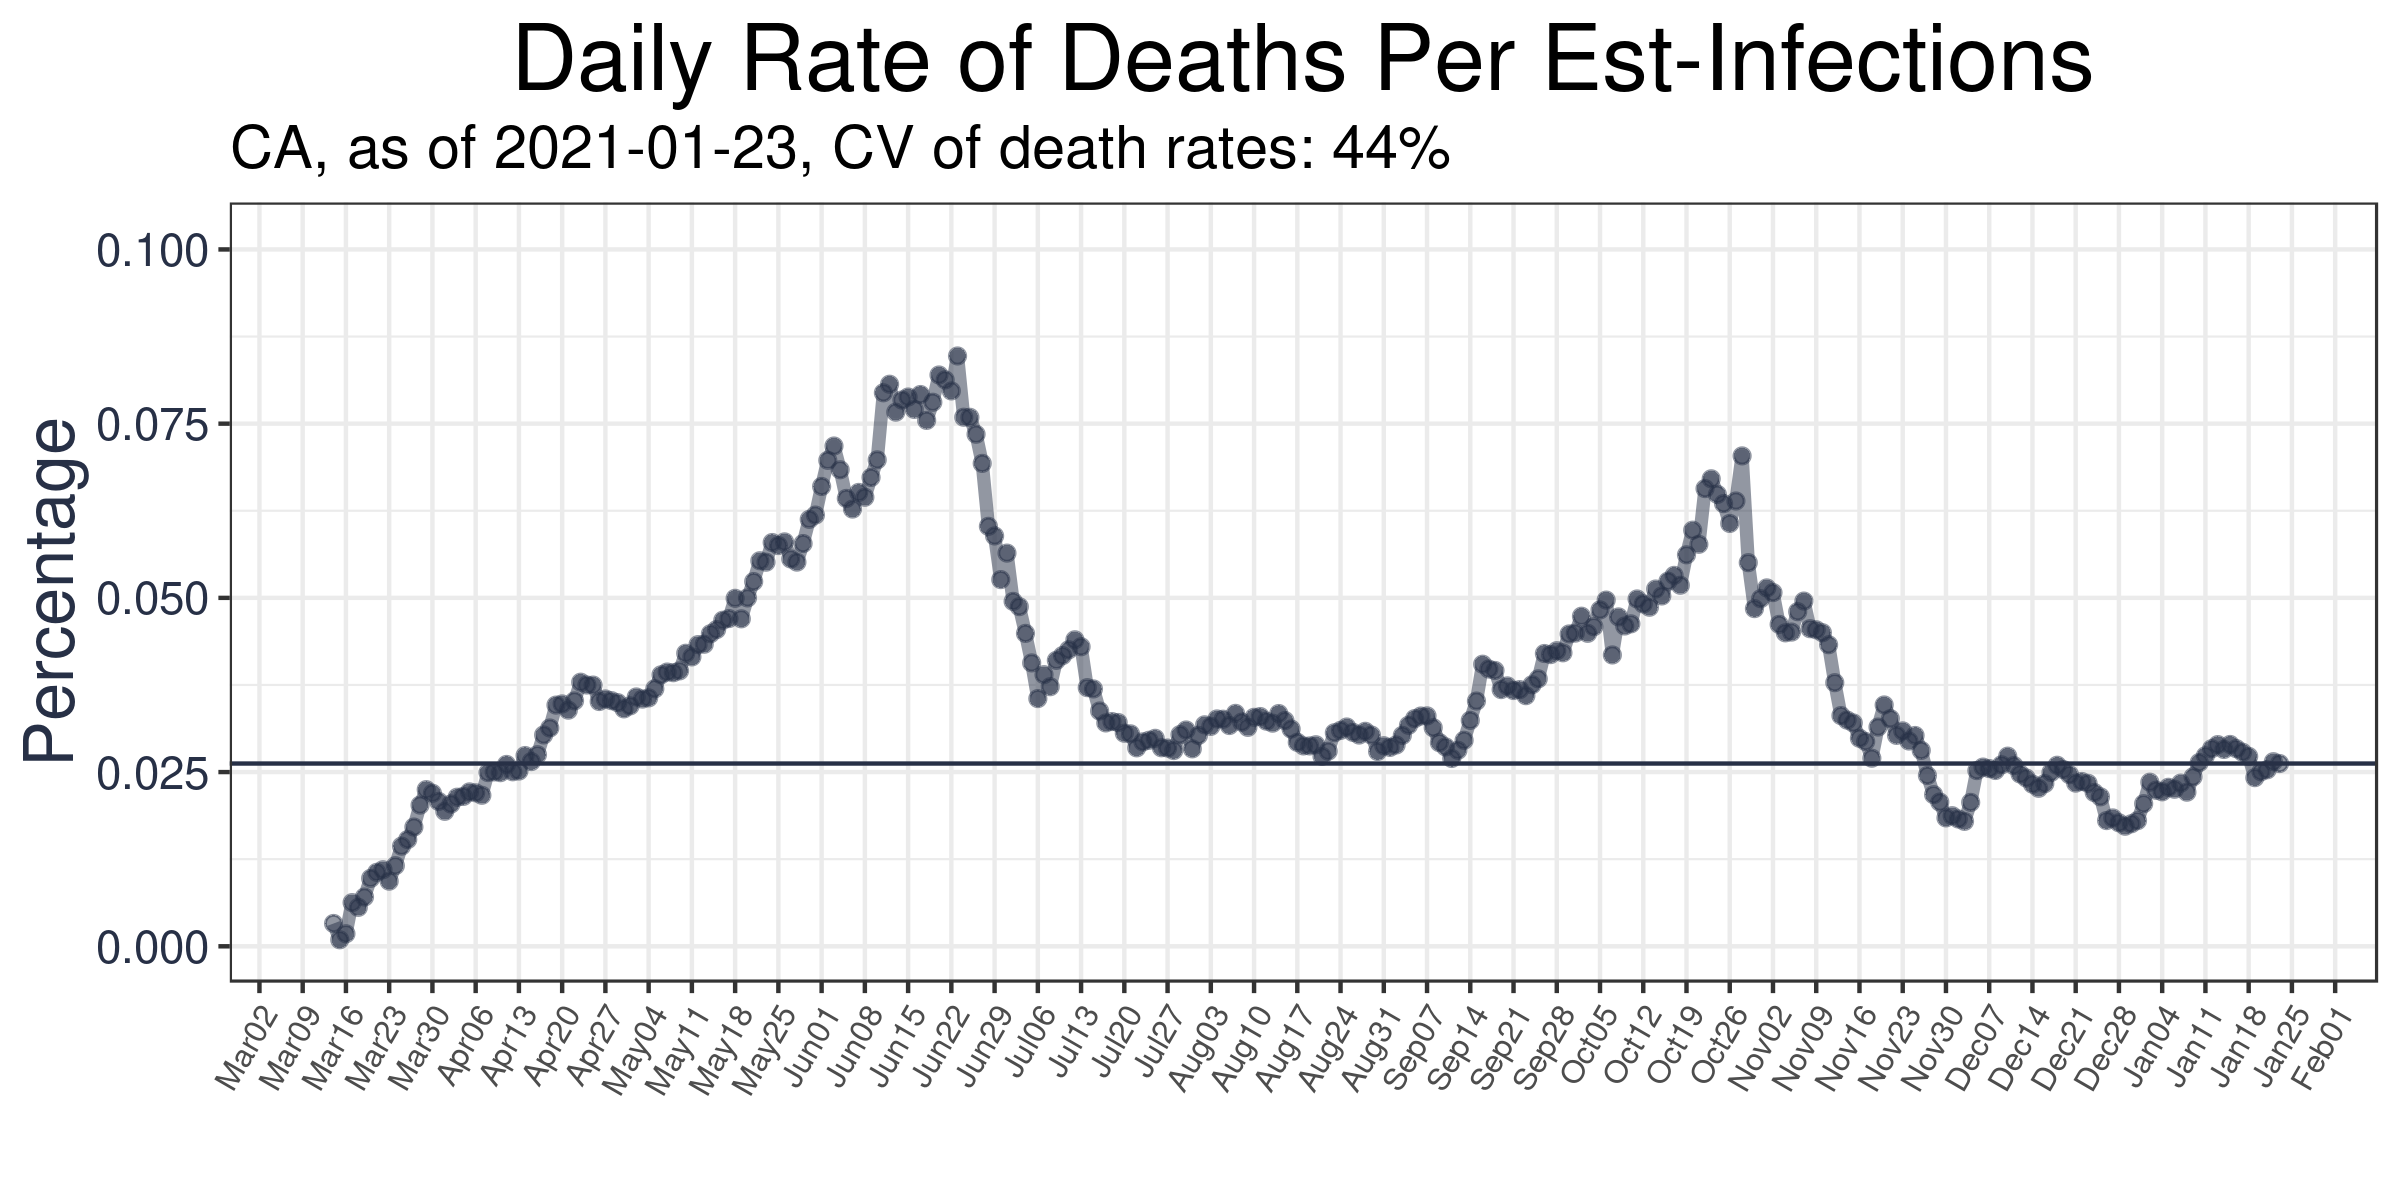 Daily Rate of Deaths Per Est-Infections
CA, as of 2021-01-23, CV of death rates: 44%
Percentage
0.100
0.075
0.050
0.025
0.000
Mar02
Mar09
Mar16
Mar23
Mar30
Apr06
Apr13
Apr20
Apr27
May04
May11
May18
May25
Jun01
Jun08
Jun15
Jun22
Jun29
Jul06
Jul13
Jul20
Jul27
Aug03
Aug10
Aug17
Aug24
Aug31
Sep07
Sep14
Sep21
Sep28
Oct05
Oct12
Oct19
Oct26
Nov02
Nov09
Nov16
Nov23
Nov30
Dec07
Dec14
Dec21
Dec28
Jan04
Jan11
Jan18
Jan25
Feb01